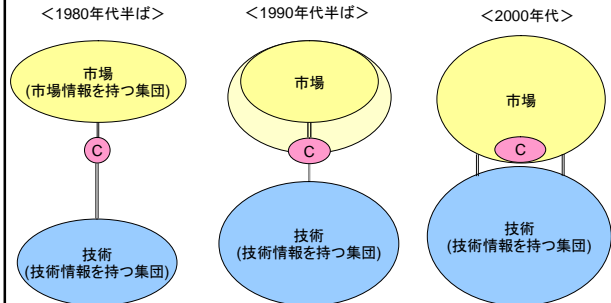 <1980年代半ば>
市場
(市場情報を持つ集団)
C
技術
(技術情報を持つ集団)
<1990年代半ば>
市場
C
技術
(技術情報を持つ集団)
<2000年代>
市場
C
技術
(技術情報を持つ集団)